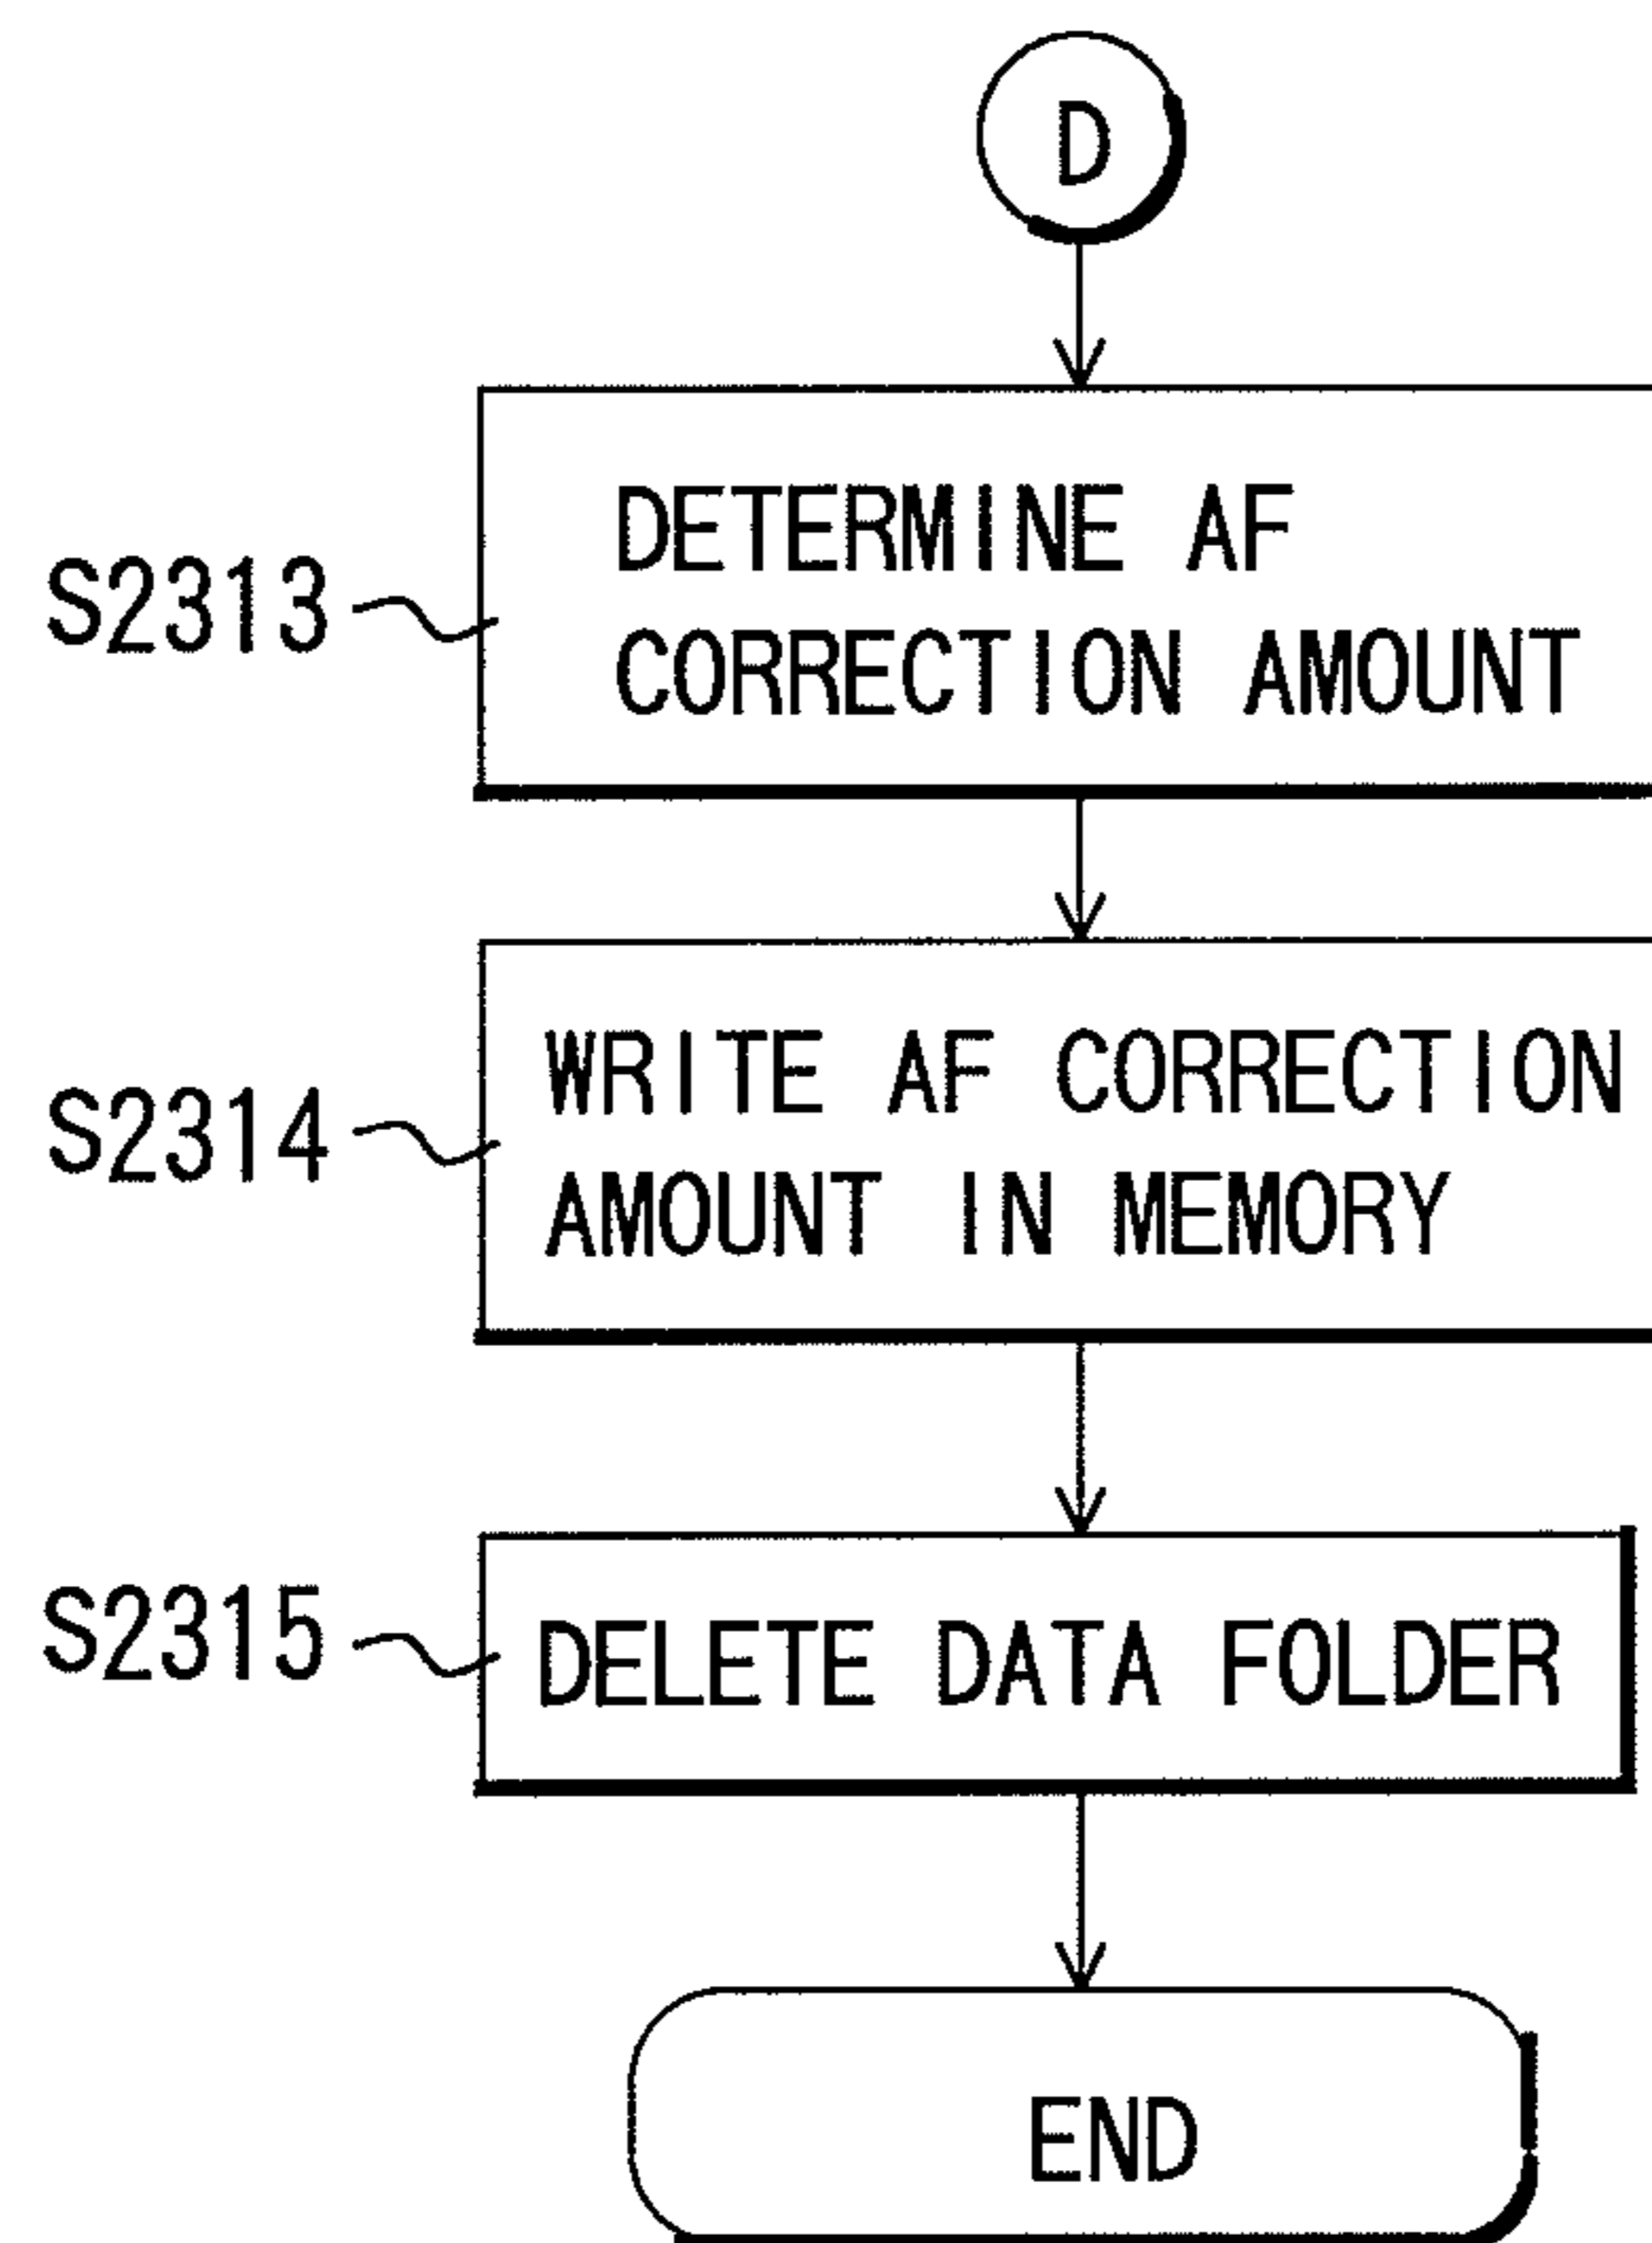 D
DETERMINE AF
S2313
CORRECTION AMOUNT
WRITE AF CORRECTION
S2314
AMOUNT IN MEMORY
S2315
DELETE DATA FOLDER
END